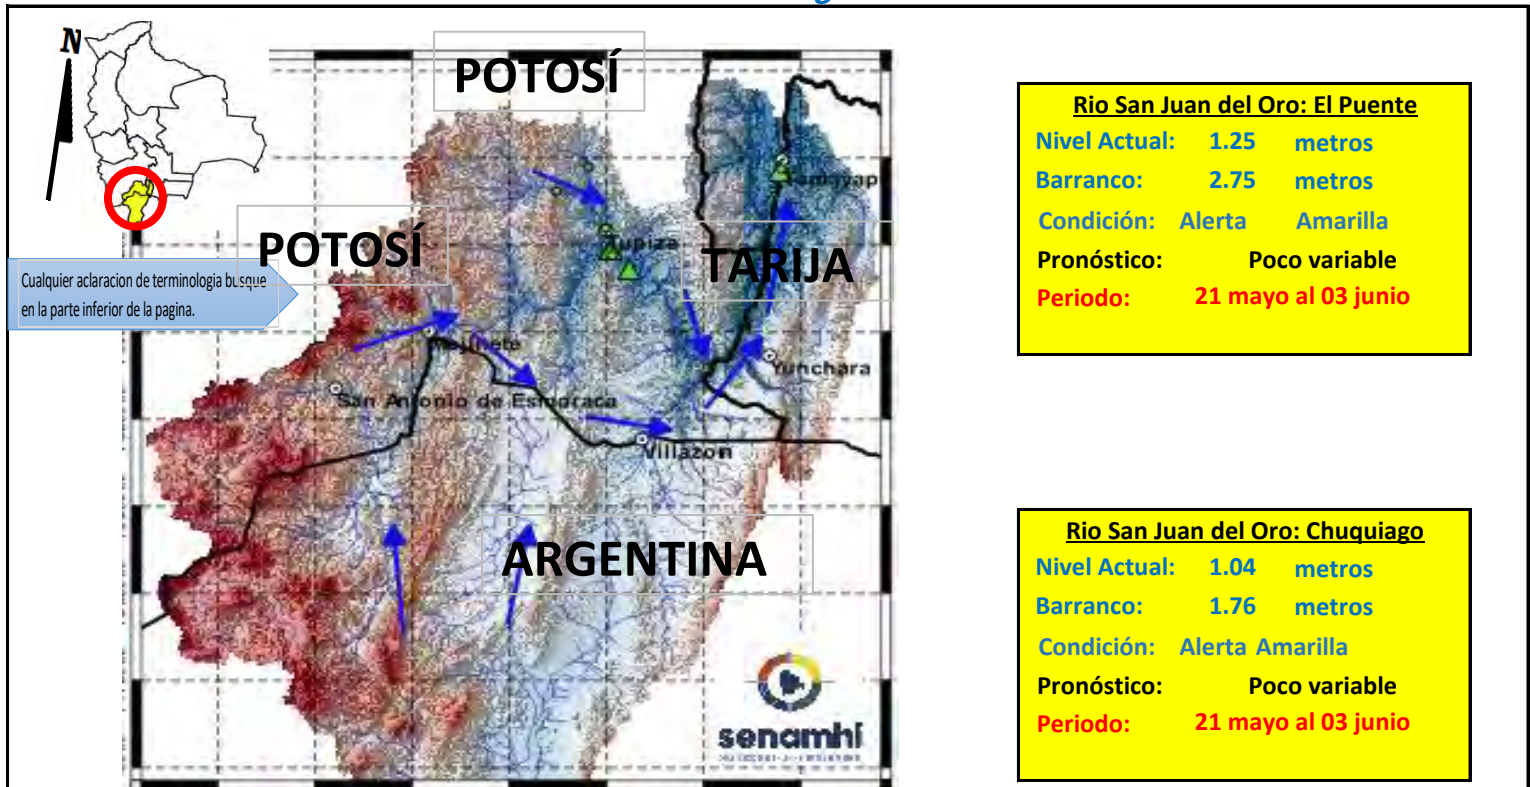 N
POTOSÍ
POTOSÍ
TARIJA
ARGENTINA
Cualquier aclaracion de terminologia busque
en la parte inferior de la pagina.
Tupiza
Yunchara
San Antonio de Esmoraca
Villazon
senamhi
Rio San Juan del Oro: El Puente
Nivel Actual: 1.25 metros
Barranco: 2.75 metros
Condición: Alerta Amarilla
Pronóstico: Poco variable
Periodo: 21 mayo al 03 junio
Rio San Juan del Oro: Chuquiago
Nivel Actual: 1.04 metros
Barranco: 1.76 metros
Condición: Alerta Amarilla
Pronóstico: Poco variable
Periodo: 21 mayo al 03 junio